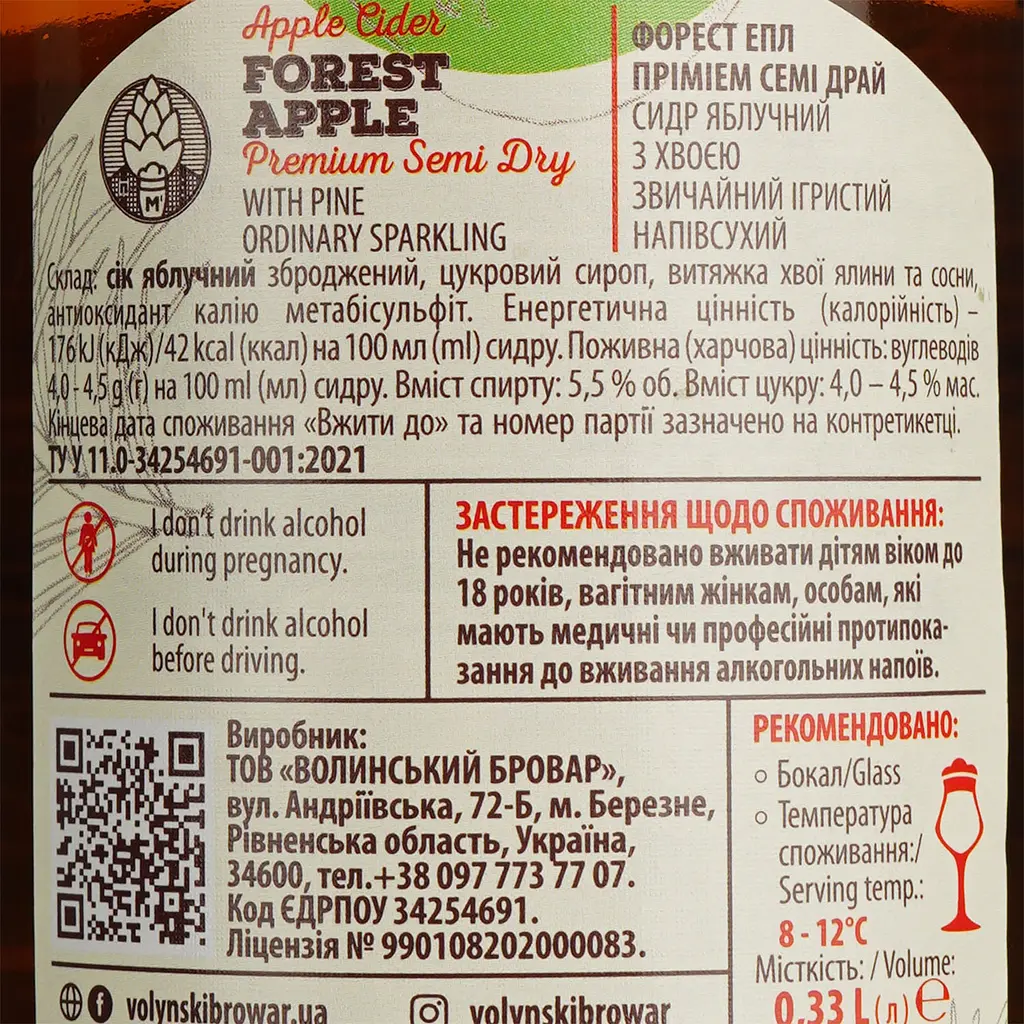 Apple Cider
FOREST
APPLE
Premium Semi Dry
WITH PINE
ORDINARY SPARKLING
M'
ФОРЕСТ ЕПЛ
ПРІМІЕМ СЕМІ ДРАЙ
СИДР ЯБЛУЧНИЙ
З ХВОЄЮ
ЗВИЧАЙНИЙ ІГРИСТИЙ
НАПІВСУХИЙ
Склад: сік яблучний зброджений, цукровий сироп, витяжка хвої ялини та сосни,
антиоксидант калію метабісульфіт. Енергетична цінність (калорійність) –
176 kJ (кДж)/42 kcal (ккал) на 100 мл (ml) сидру. Поживна (харчова) цінність: вуглеводів
4,0 - 4,5 g (г) на 100 ml (мл) сидру. Вміст спирту: 5,5 % об. Вміст цукру: 4,0 – 4,5 % мас.
Кінцева дата споживання «Вжити до» та номер партії зазначено на контретикетці.
ТУ У 11.0-34254691-001:2021
I don't drink alcohol
during pregnancy.
I don't drink alcohol
before driving.
ЗАСТЕРЕЖЕННЯ ЩОДО СПОЖИВАННЯ:
Не рекомендовано вживати дітям віком до
18 років, вагітним жінкам, особам, які
мають медичні чи професійні протипока-
зання до вживання алкогольних напоїв.
Виробник:
ТОВ «ВОЛИНСЬКИЙ БРОВАР»,
вул. Андріївська, 72-Б, м. Березне,
Рівненська область, Україна,
34600, тел.+38 097 773 77 07.
Код ЄДРПОУ 34254691.
Ліцензія № 990108202000083.
volynskibrowar.ua
volynskibrowar
РЕКОМЕНДОВАНО:
Бокал/Glass
Температура
споживання:/
Serving temp.:
8 - 12°C
Місткість: / Volume:
0,33 L (л) ℮